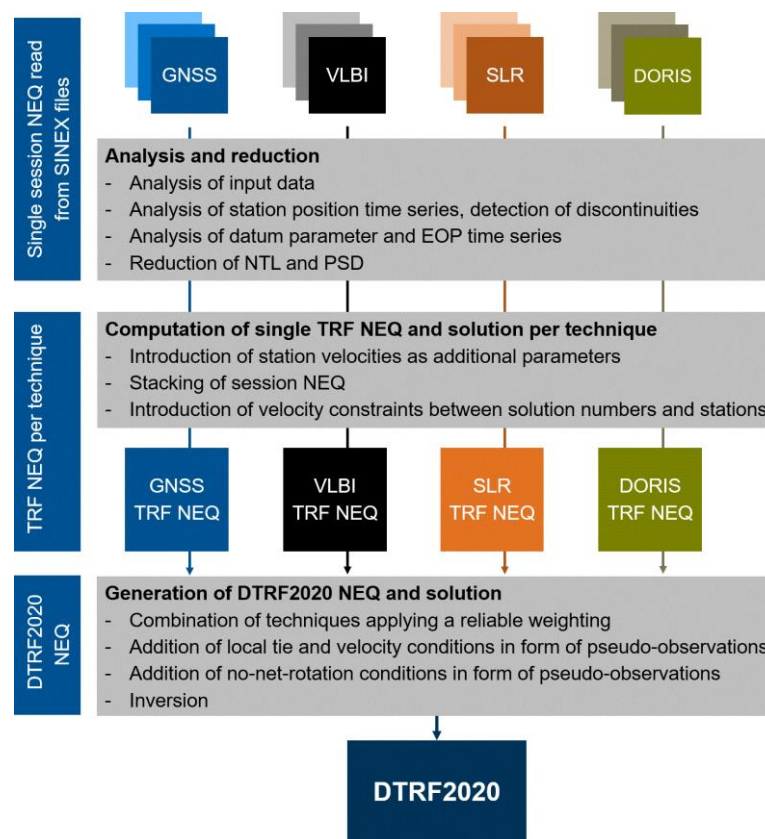 Single session NEQ read
from SINEX files
GNSS
VLBI
SLR
DORIS
Analysis and reduction
- Analysis of input data
- Analysis of station position time series, detection of discontinuities
- Analysis of datum parameter and EOP time series
- Reduction of NTL and PSD
TRF NEQ per technique
Computation of single TRF NEQ and solution per technique
- Introduction of station velocities as additional parameters
- Stacking of session NEQ
- Introduction of velocity constraints between solution numbers and stations
GNSS
TRF NEQ
VLBI
TRF NEQ
SLR
TRF NEQ
DORIS
TRF NEQ
DTRF2020
NEQ
Generation of DTRF2020 NEQ and solution
- Combination of techniques applying a reliable weighting
- Addition of local tie and velocity conditions in form of pseudo-observations
- Addition of no-net-rotation conditions in form of pseudo-observations
- Inversion
DTRF2020